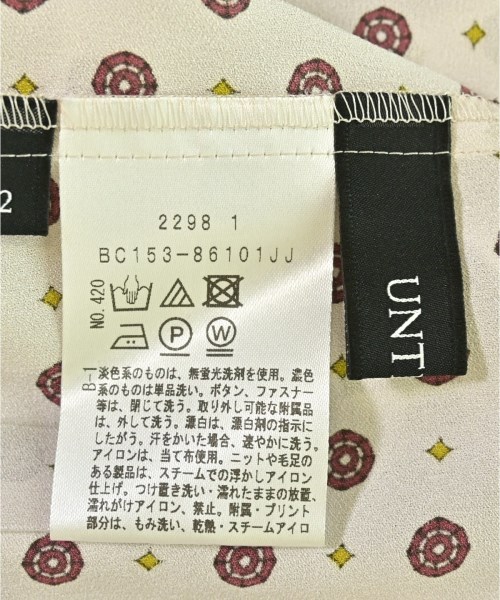 2
2298 1
BC153-86101JJ
NO.420
P
W
B-1
淡色系のものは、無蛍光洗剤を使用。濃色
系のものは単品洗い。ボタン、ファスナー
等は、閉じて洗う。取り外し可能な附属品
は、外して洗う。漂白は、漂白剤の指示に
したがう。汗をかいた場合、速やかに洗う。
アイロンは、当て布使用。ニットや毛足の
ある製品は、スチームでの浮かしアイロン
仕上げ。つけ置き洗い・濡れたままの放置、
濡れがけアイロン、禁止。附属・プリント
部分は、もみ洗い、乾熱・スチームアイロ
UNT